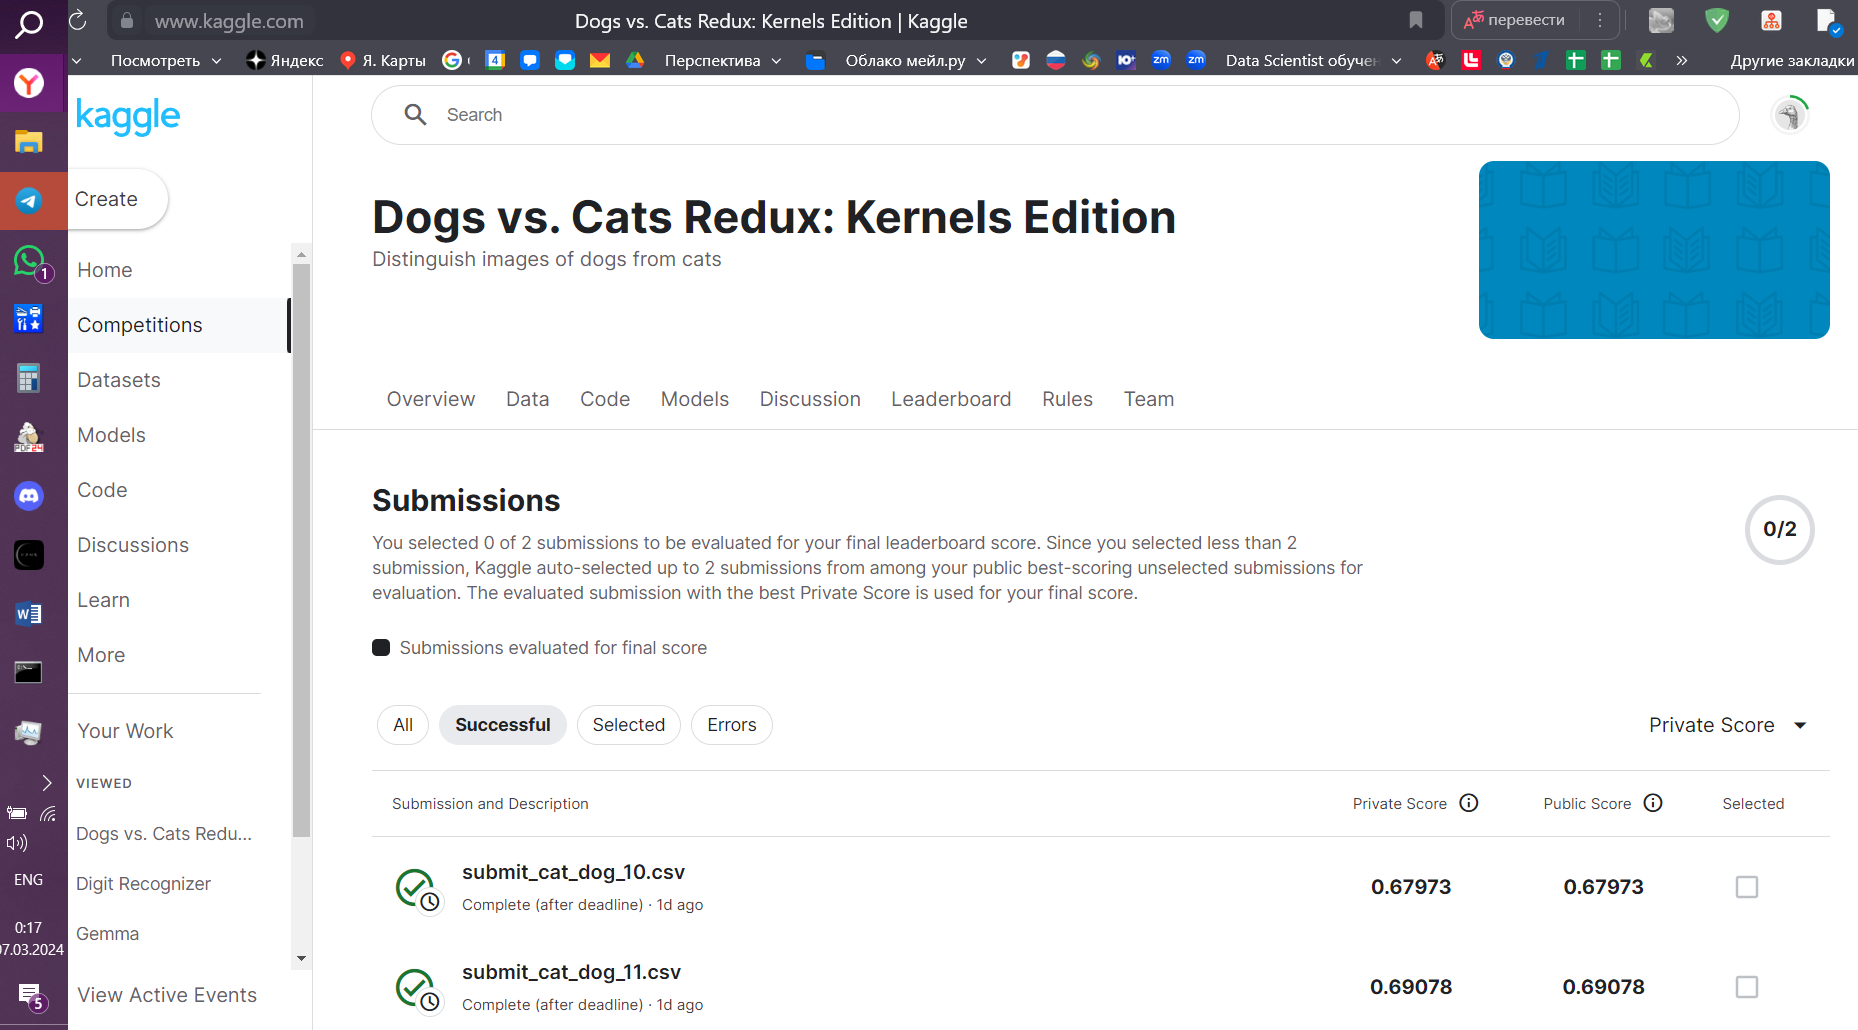 www.kaggle.com
Dogs vs. Cats Redux: Kernels Edition | Kaggle
перевести
Посмотреть
Яндекс
Я. Карты
4
Перспектива
Облако мейл.ру
Ю+
zm
zm
Data Scientist обучен
»
Другие закладки
kaggle
Search
Create
Dogs vs. Cats Redux: Kernels Edition
Distinguish images of dogs from cats
Home
Competitions
Datasets
Models
Code
Discussions
Learn
More
Your Work
VIEWED
Dogs vs. Cats Redu...
Digit Recognizer
Gemma
View Active Events
Overview
Data
Code
Models
Discussion
Leaderboard
Rules
Team
Submissions
You selected 0 of 2 submissions to be evaluated for your final leaderboard score. Since you selected less than 2
submission, Kaggle auto-selected up to 2 submissions from among your public best-scoring unselected submissions for
evaluation. The evaluated submission with the best Private Score is used for your final score.
0/2
Submissions evaluated for final score
All
Successful
Selected
Errors
Private Score
Submission and Description
Private Score
Public Score
Selected
submit_cat_dog_10.csv
Complete (after deadline) · 1d ago
0.67973
0.67973
submit_cat_dog_11.csv
Complete (after deadline) · 1d ago
0.69078
0.69078
1
PDF24
W
ENG
0:17
07.03.2024
5